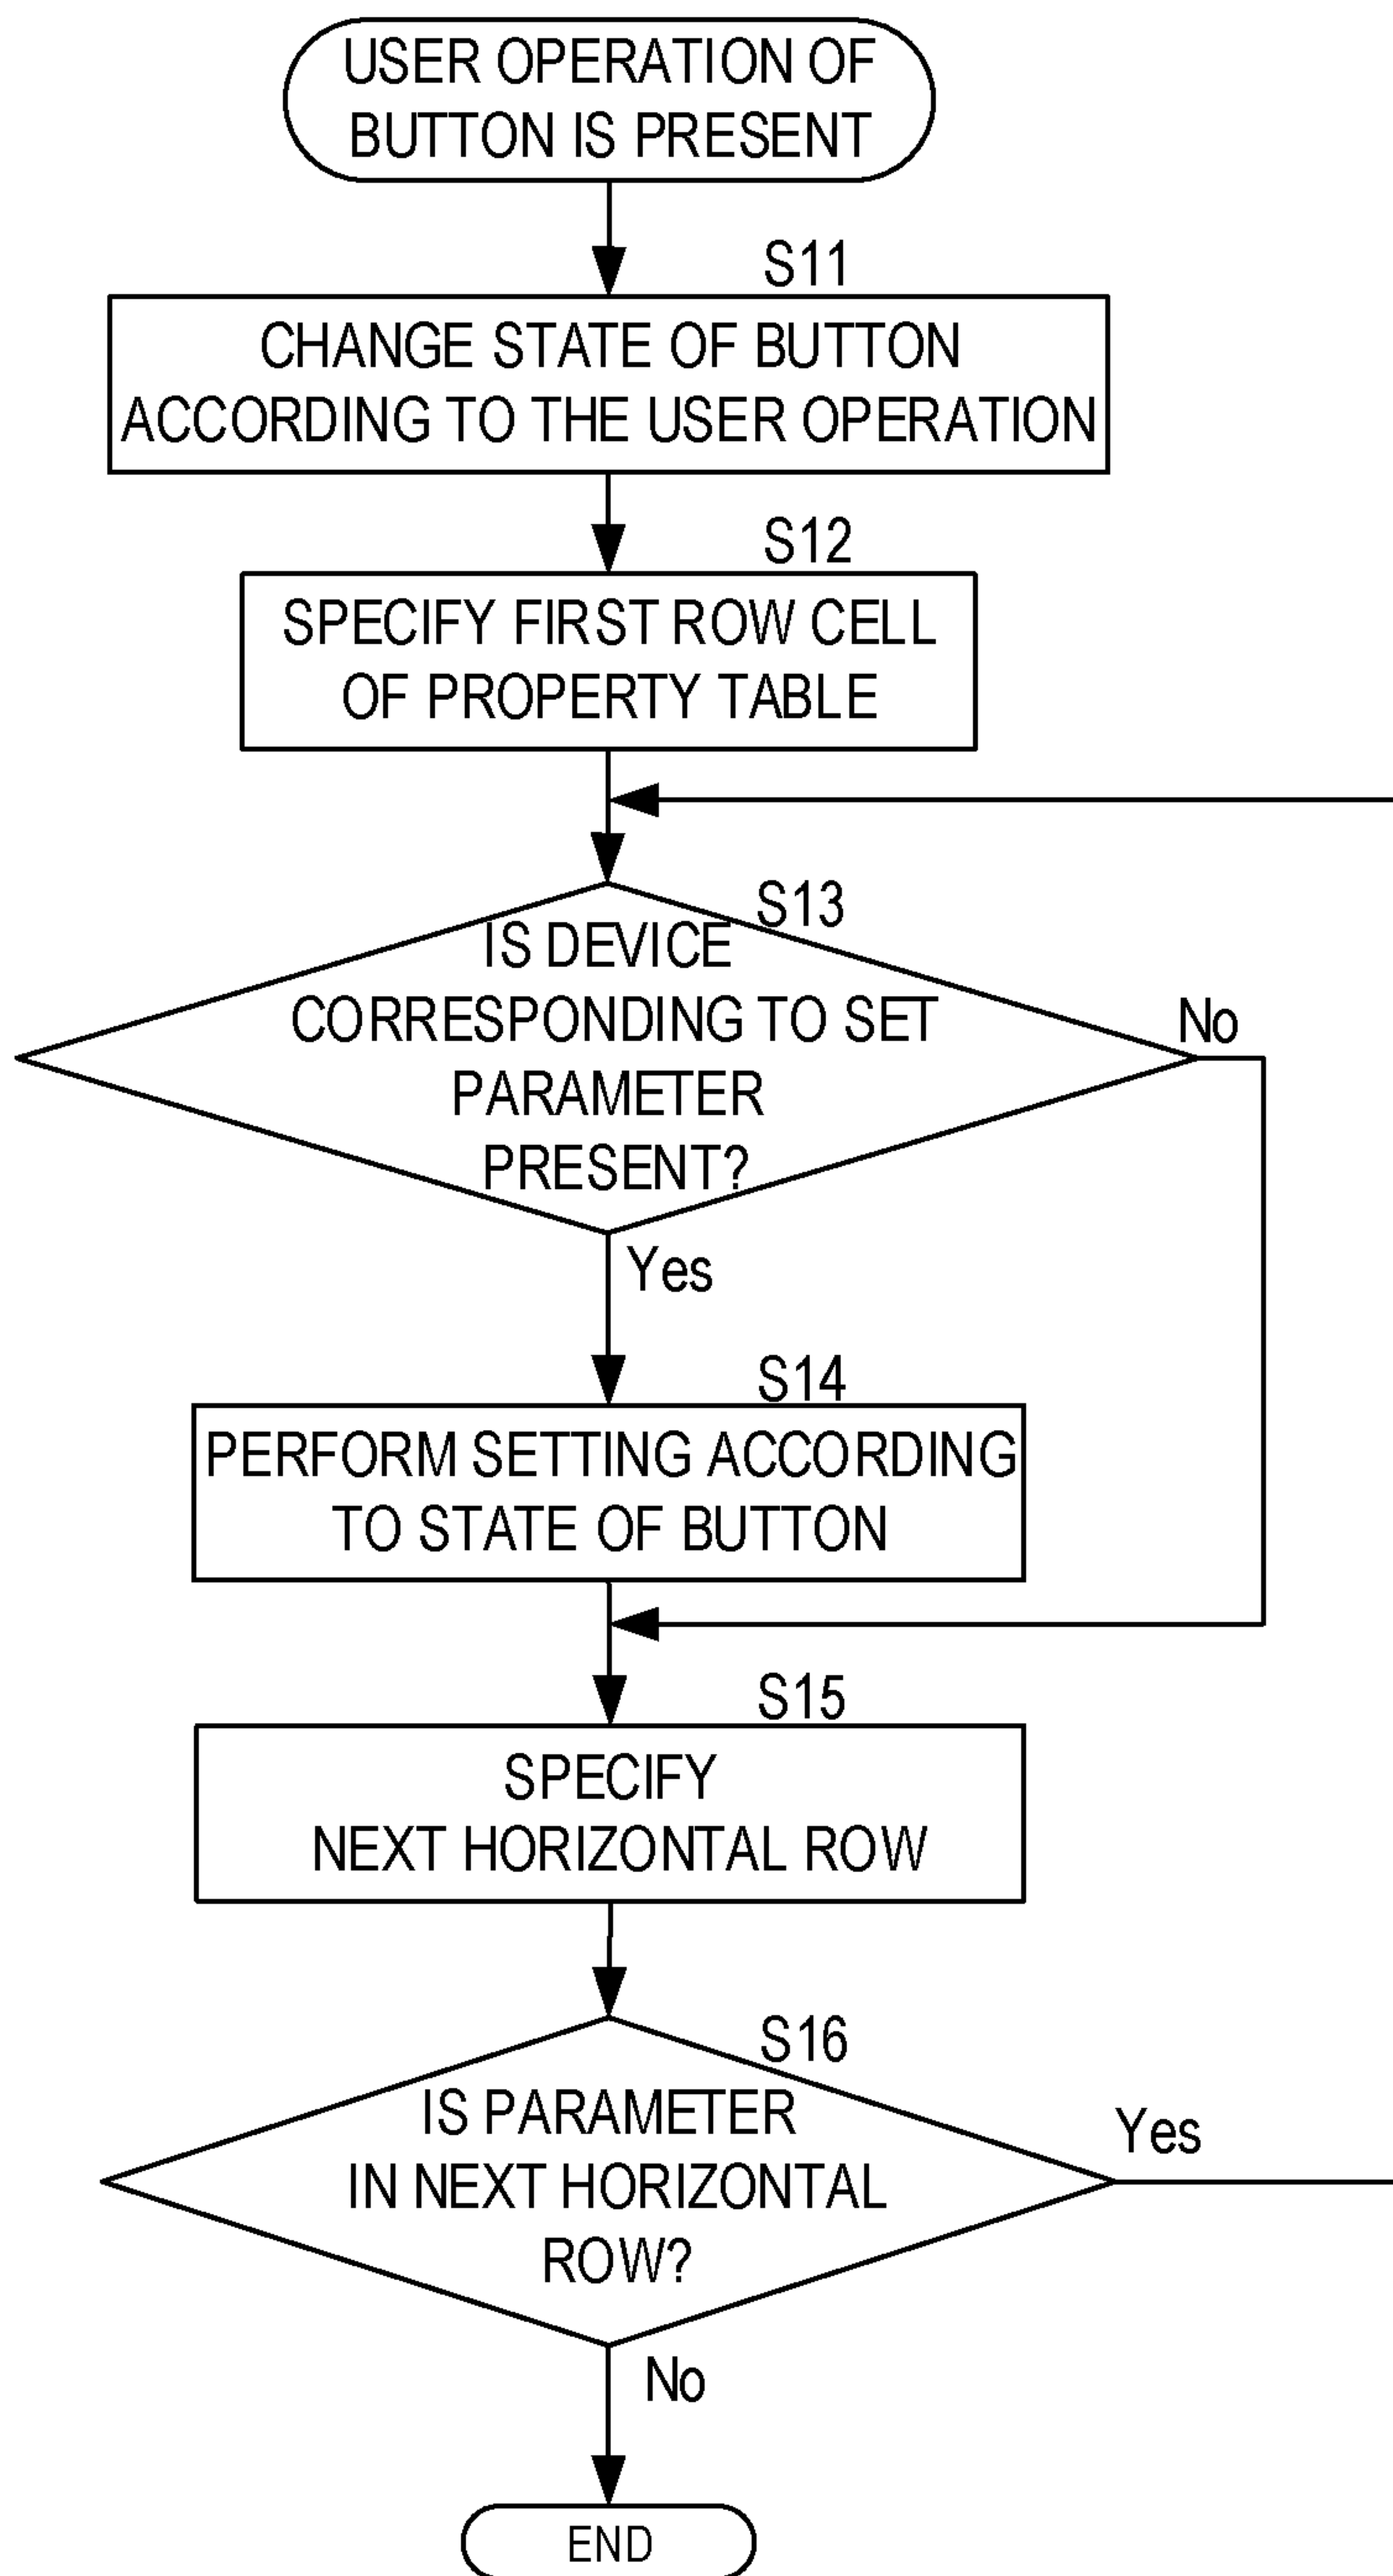 USER OPERATION OF
BUTTON IS PRESENT
S11
CHANGE STATE OF BUTTON
ACCORDING TO THE USER OPERATION
S12
SPECIFY FIRST ROW CELL
OF PROPERTY TABLE
S13
IS DEVICE
CORRESPONDING TO SET
PARAMETER
PRESENT?
No
Yes
S14
PERFORM SETTING ACCORDING
TO STATE OF BUTTON
S15
SPECIFY
NEXT HORIZONTAL ROW
S16
IS PARAMETER
IN NEXT HORIZONTAL
ROW?
Yes
No
END